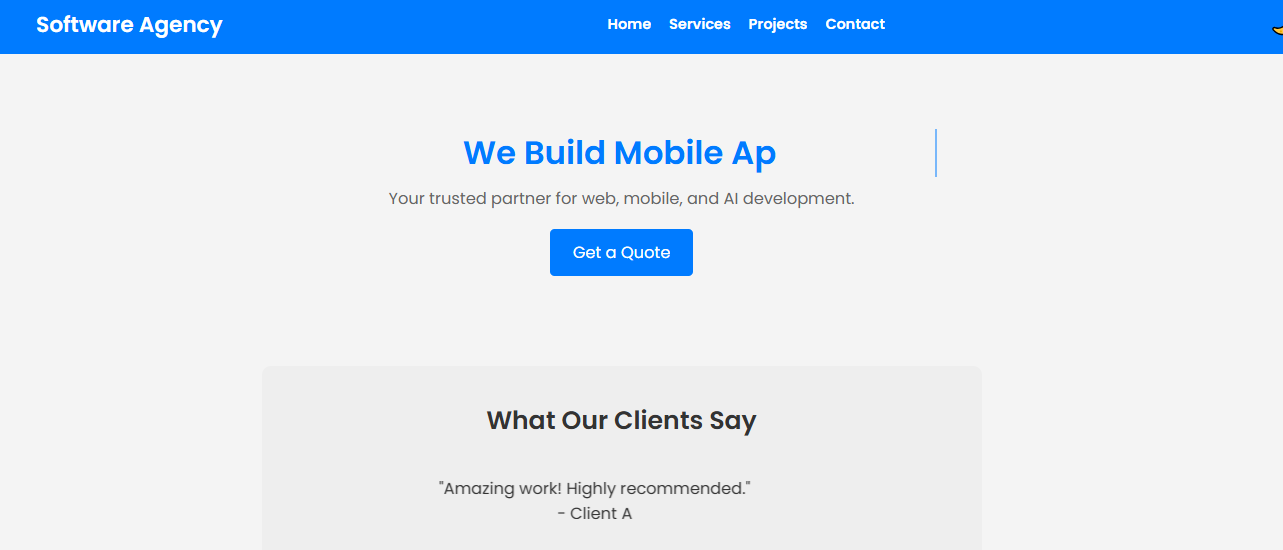 Software Agency
Home Services Projects Contact
We Build Mobile Ap
Your trusted partner for web, mobile, and AI development.
Get a Quote
What Our Clients Say
"Amazing work! Highly recommended."
- Client A